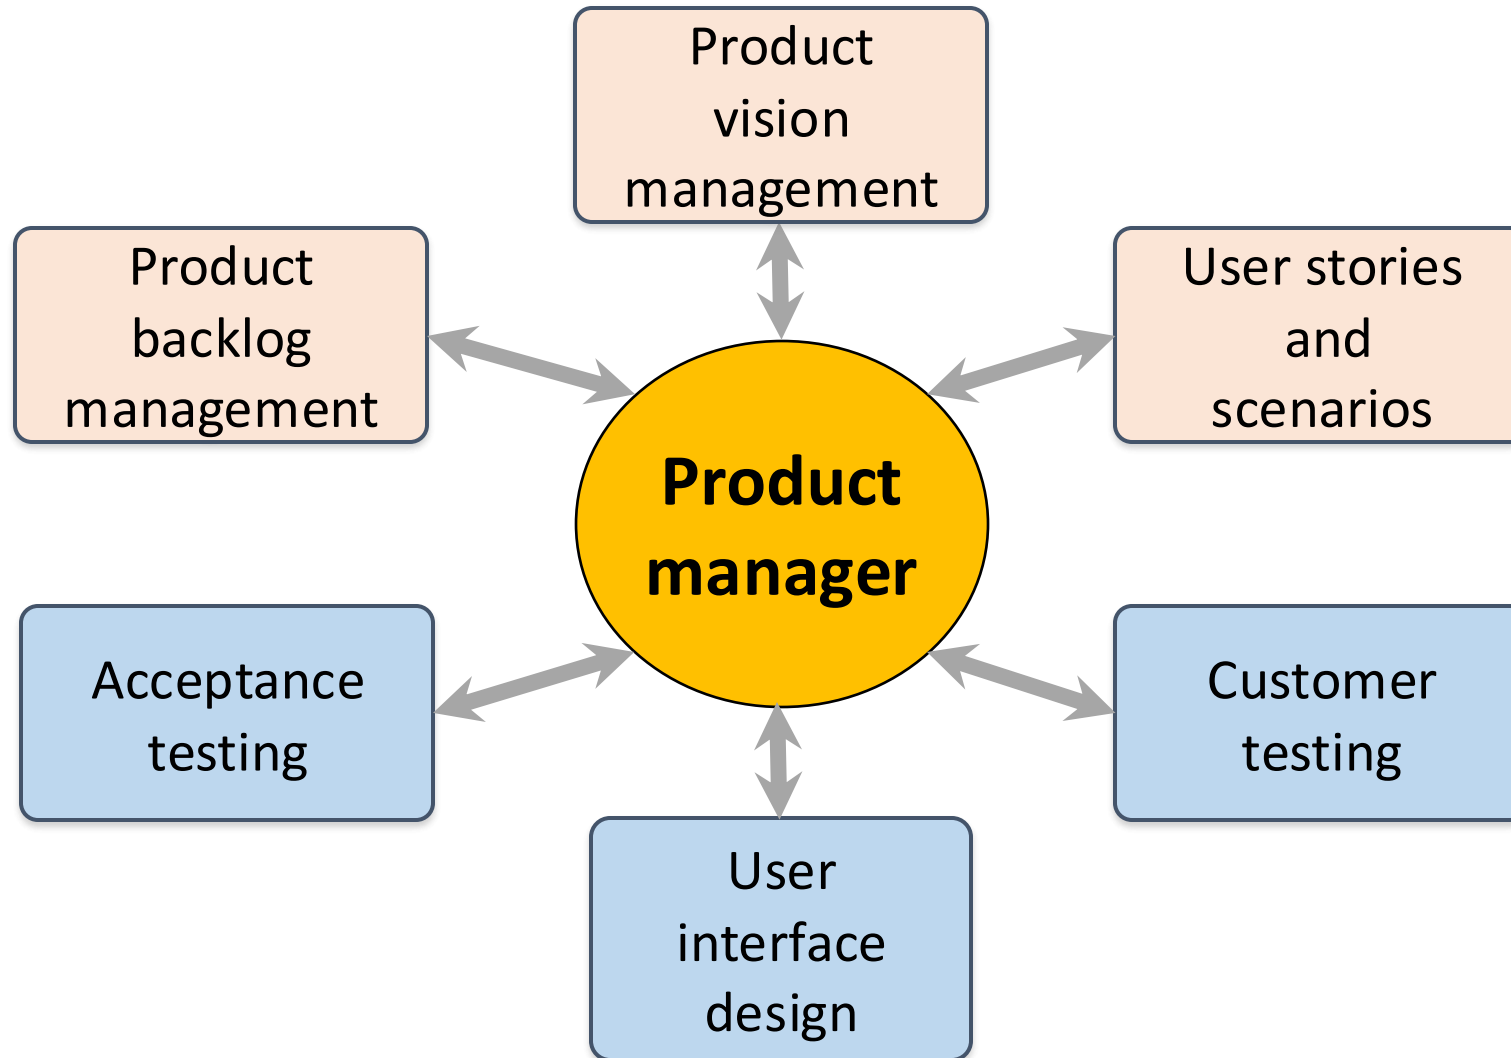 Product
vision
management
Product
backlog
management
User stories
and
scenarios
Product
manager
Acceptance
testing
Customer
testing
User
interface
design